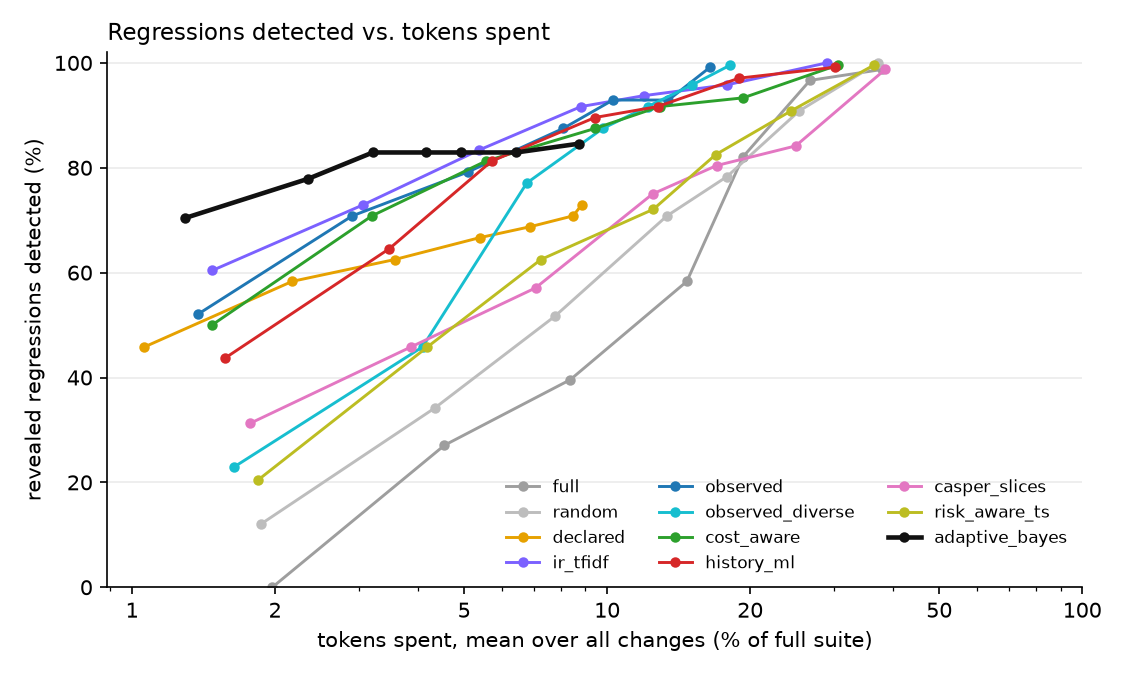 Regressions detected vs. tokens spent
revealed regressions detected (%)
100
80
60
40
20
0
full
random
declared
ir_tfidf
observed
observed_diverse
cost_aware
history_ml
casper_slices
risk_aware_ts
adaptive_bayes
1 2 5 10 20 50 100
tokens spent, mean over all changes (% of full suite)